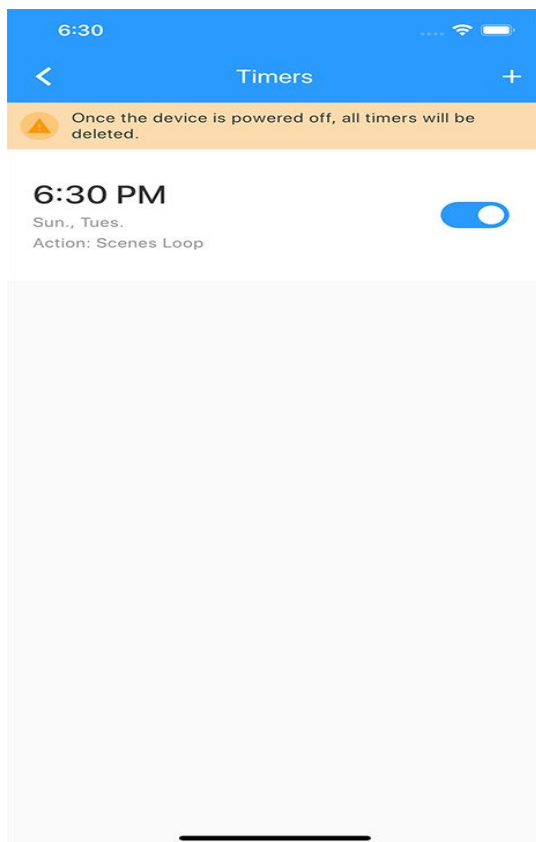 6:30
Timers
Once the device is powered off, all timers will be
deleted.
6:30 PM
Sun., Tues.
Action: Scenes Loop